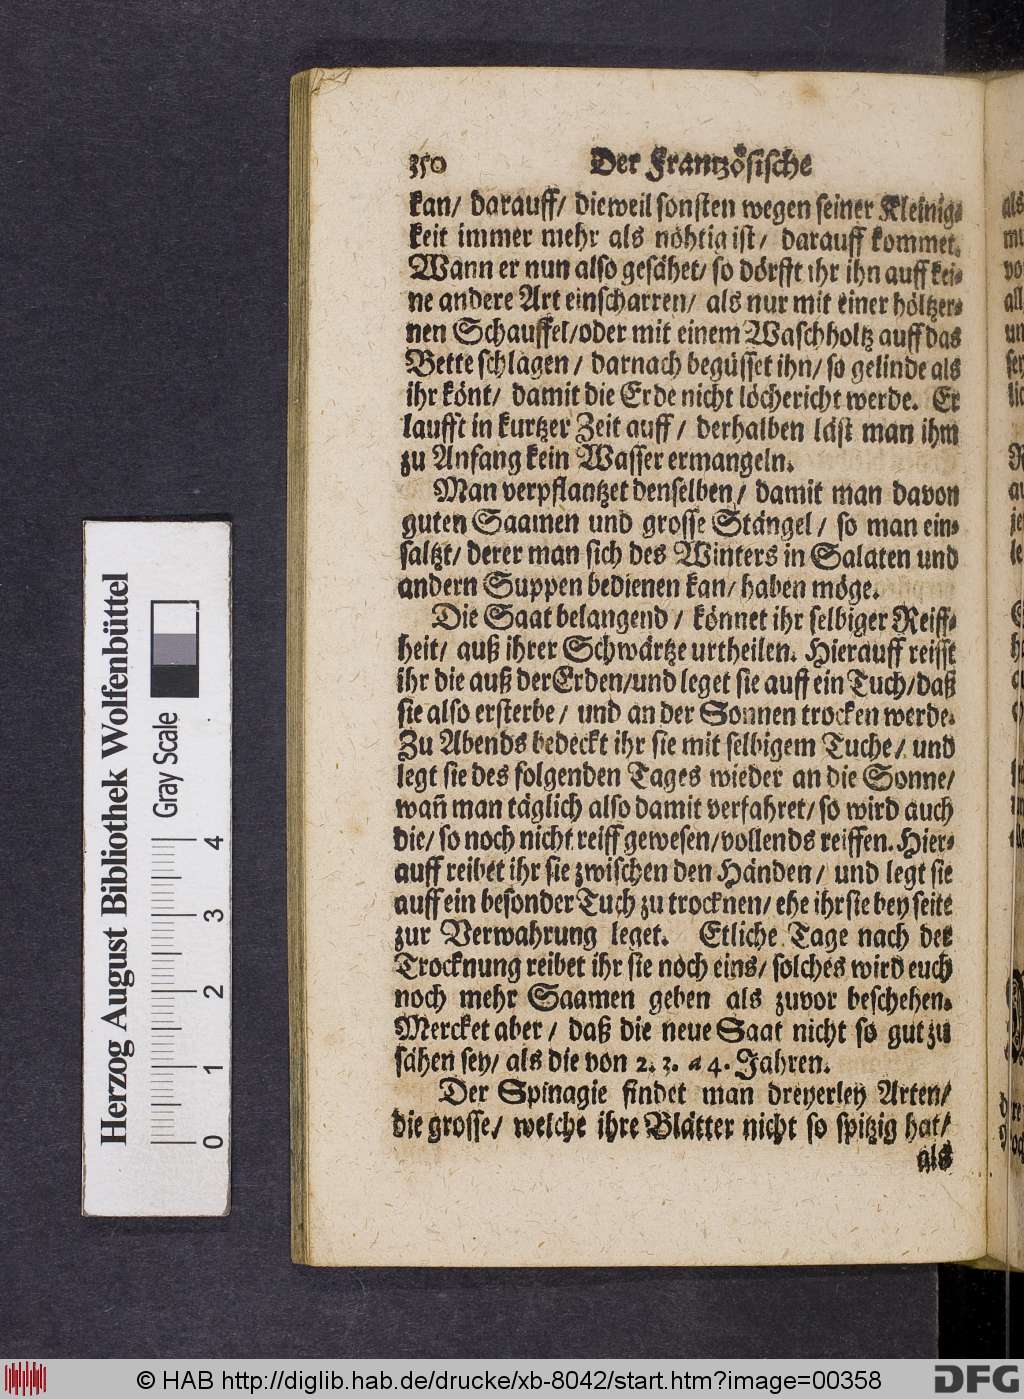 350 Der Frantzösische
kan/ darauff/ dieweil sonsten wegen seiner Kleinig-
keit immer mehr als nöhtig ist/ darauff kommet.
Wann er nun also gesähet/ so dörfft ihr ihn auff kei-
ne andere Art einscharren/ als nur mit einer höltzer-
nen Schauffel/oder mit einem Waschholtz auff das
Bette schlagen/ darnach begüsset ihn/ so gelinde als
ihr könt/ damit die Erde nicht löchericht werde. Er
laufft in kurtzer Zeit auff/ derhalben läst man ihm
zu Anfang kein Wasser ermangeln.
Man verpflantzet denselben/ damit man davon
guten Saamen und grosse Stängel/ so man ein-
saltzt/ derer man sich des Winters in Salaten und
andern Suppen bedienen kan/ haben möge.
Die Saat belangend/ könnet ihr selbiger Reiff-
heit/ auß ihrer Schwärtze urtheilen. Hierauff reisst
ihr die auß der Erden/und leget sie auff ein Tuch/daß
sie also ersterbe/ und an der Sonnen trocken werde.
Zu Abends bedeckt ihr sie mit selbigem Tuche/ und
legt sie des folgenden Tages wieder an die Sonne/
wañ man täglich also damit verfahret/ so wird auch
die/ so noch nicht reiff gewesen/vollends reiffen. Hier-
auff reibet ihr sie zwischen den Händen/ und legt sie
auff ein besonder Tuch zu trocknen/ ehe ihr sie bey seite
zur Verwahrung leget. Etliche Tage nach der
Trocknung reibet ihr sie noch eins/ solches wird euch
noch mehr Saamen geben als zuvor beschehen.
Mercket aber/ daß die neue Saat nicht so gut zu
sähen sey/ als die von 2. 3. a 4. Jahren.
Der Spinagie findet man dreyerley Arten/
die grosse/ welche ihre Blätter nicht so spitzig hat/
als
Herzog August Bibliothek Wolfenbüttel
Gray Scale
0 1 2 3 4
© HAB http://diglib.hab.de/drucke/xb-8042/start.htm?image=00358
DFG